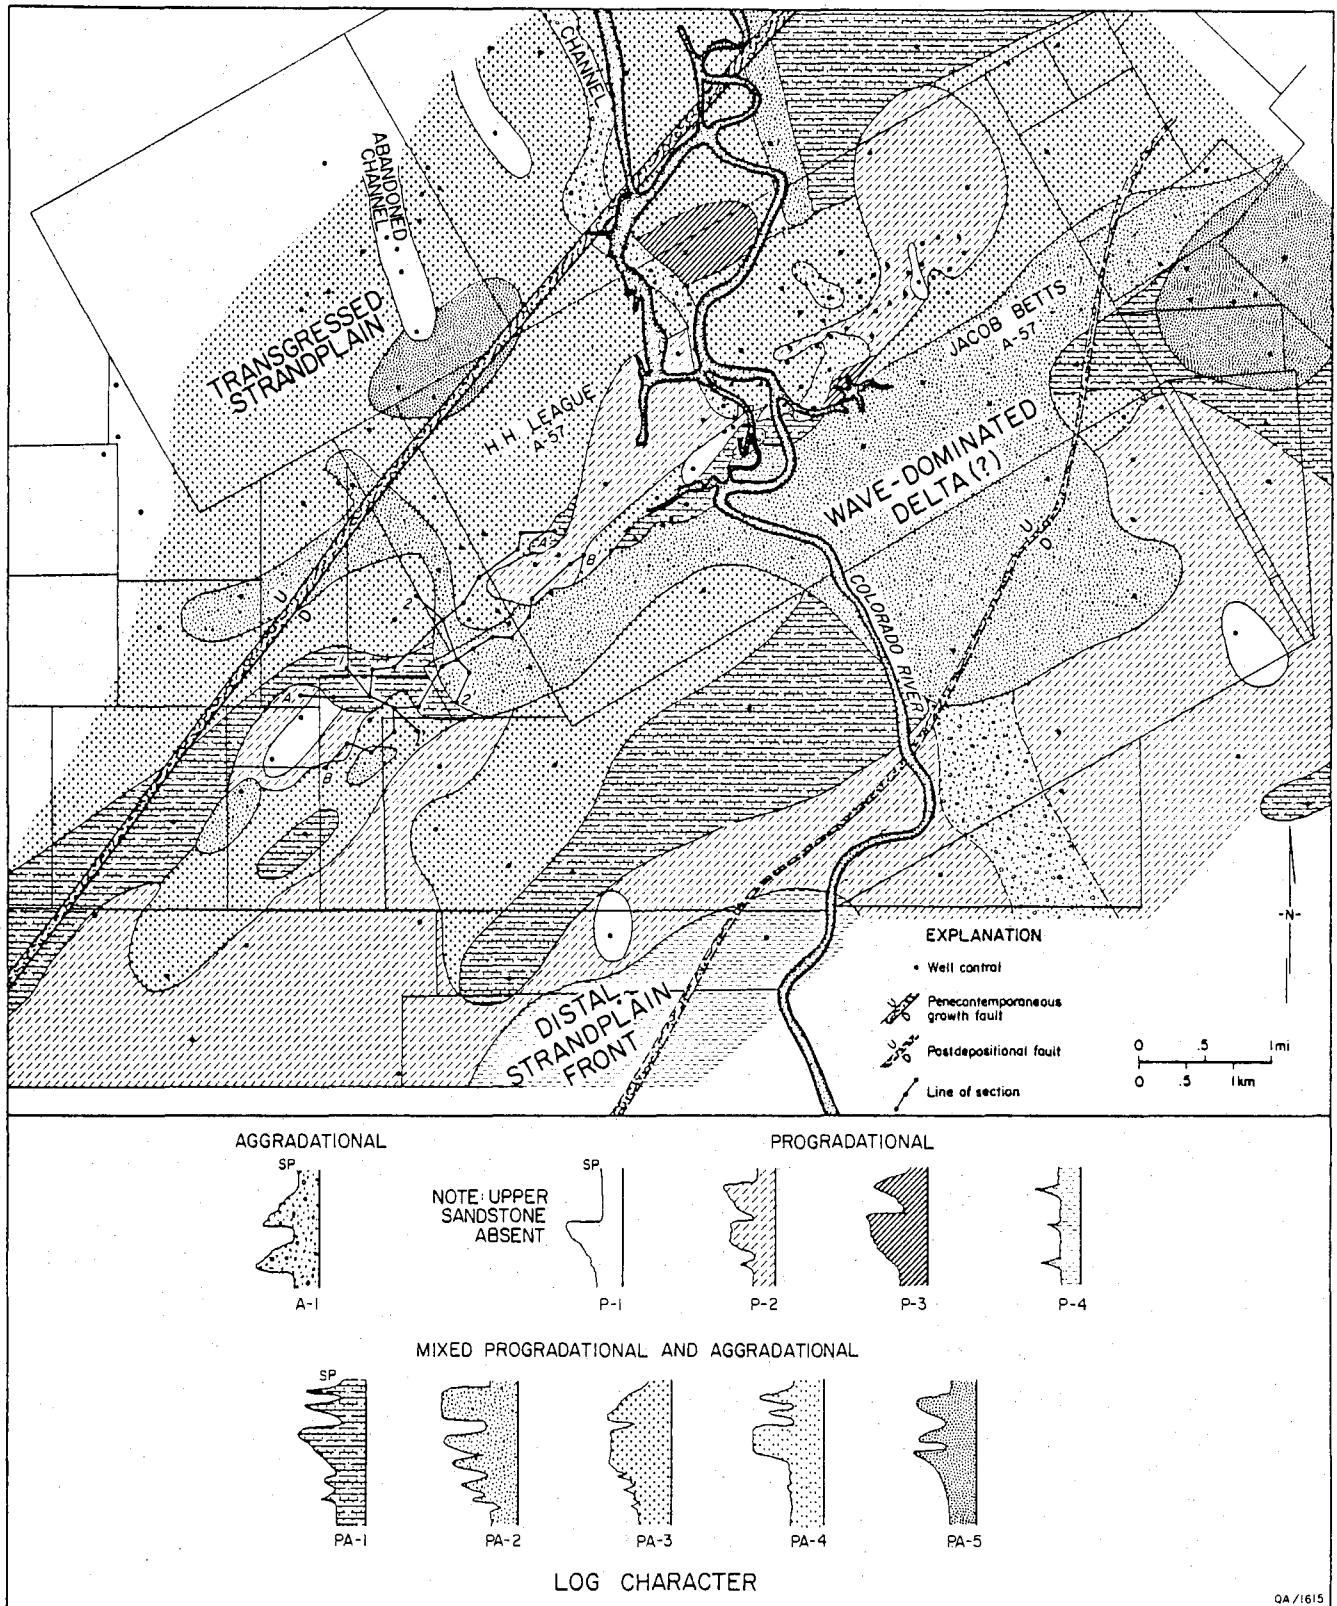 CHANNEL
ABANDONED
CHANNEL
TRANSGRESSED
STRANDPLAIN
H. H. LEAGUE
A-57
JACOB BETTS
A-57
WAVE-DOMINATED
DELTA (?)
U
D
U
D
A
B
2
2
A
B
COLORADO RIVER
DISTAL
STRANDPLAIN
FRONT
-N-
EXPLANATION
Well control
U
D
Penecontemporaneous
growth fault
U
D
Postdepositional fault
Line of section
0 .5 1 mi
0 .5 1 km
AGGRADATIONAL
PROGRADATIONAL
SP
SP
NOTE: UPPER
SANDSTONE
ABSENT
A-1
P-1
P-2
P-3
P-4
MIXED PROGRADATIONAL AND AGGRADATIONAL
SP
PA-1
PA-2
PA-3
PA-4
PA-5
LOG CHARACTER
QA/1615